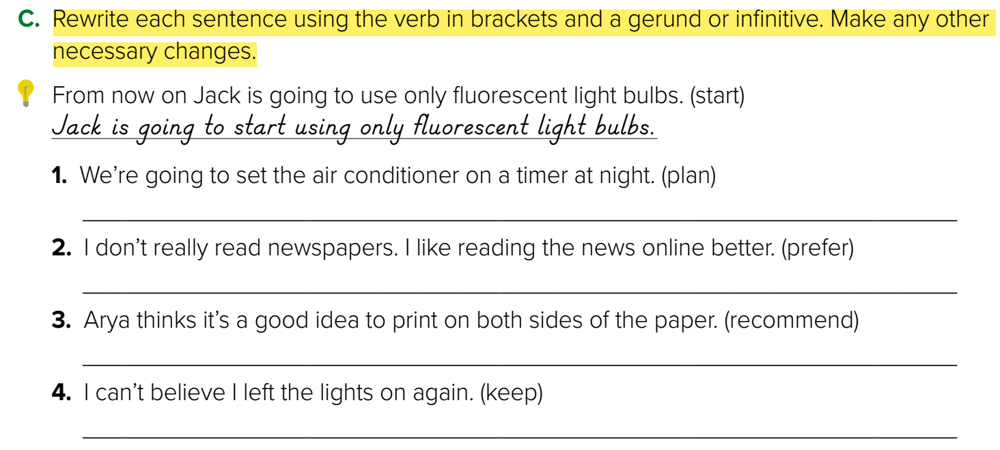 C. Rewrite each sentence using the verb in brackets and a gerund or infinitive. Make any other
necessary changes.
From now on Jack is going to use only fluorescent light bulbs. (start)
Jack is going to start using only fluorescent light bulbs.
1. We’re going to set the air conditioner on a timer at night. (plan)
2. I don’t really read newspapers. I like reading the news online better. (prefer)
3. Arya thinks it’s a good idea to print on both sides of the paper. (recommend)
4. I can’t believe I left the lights on again. (keep)